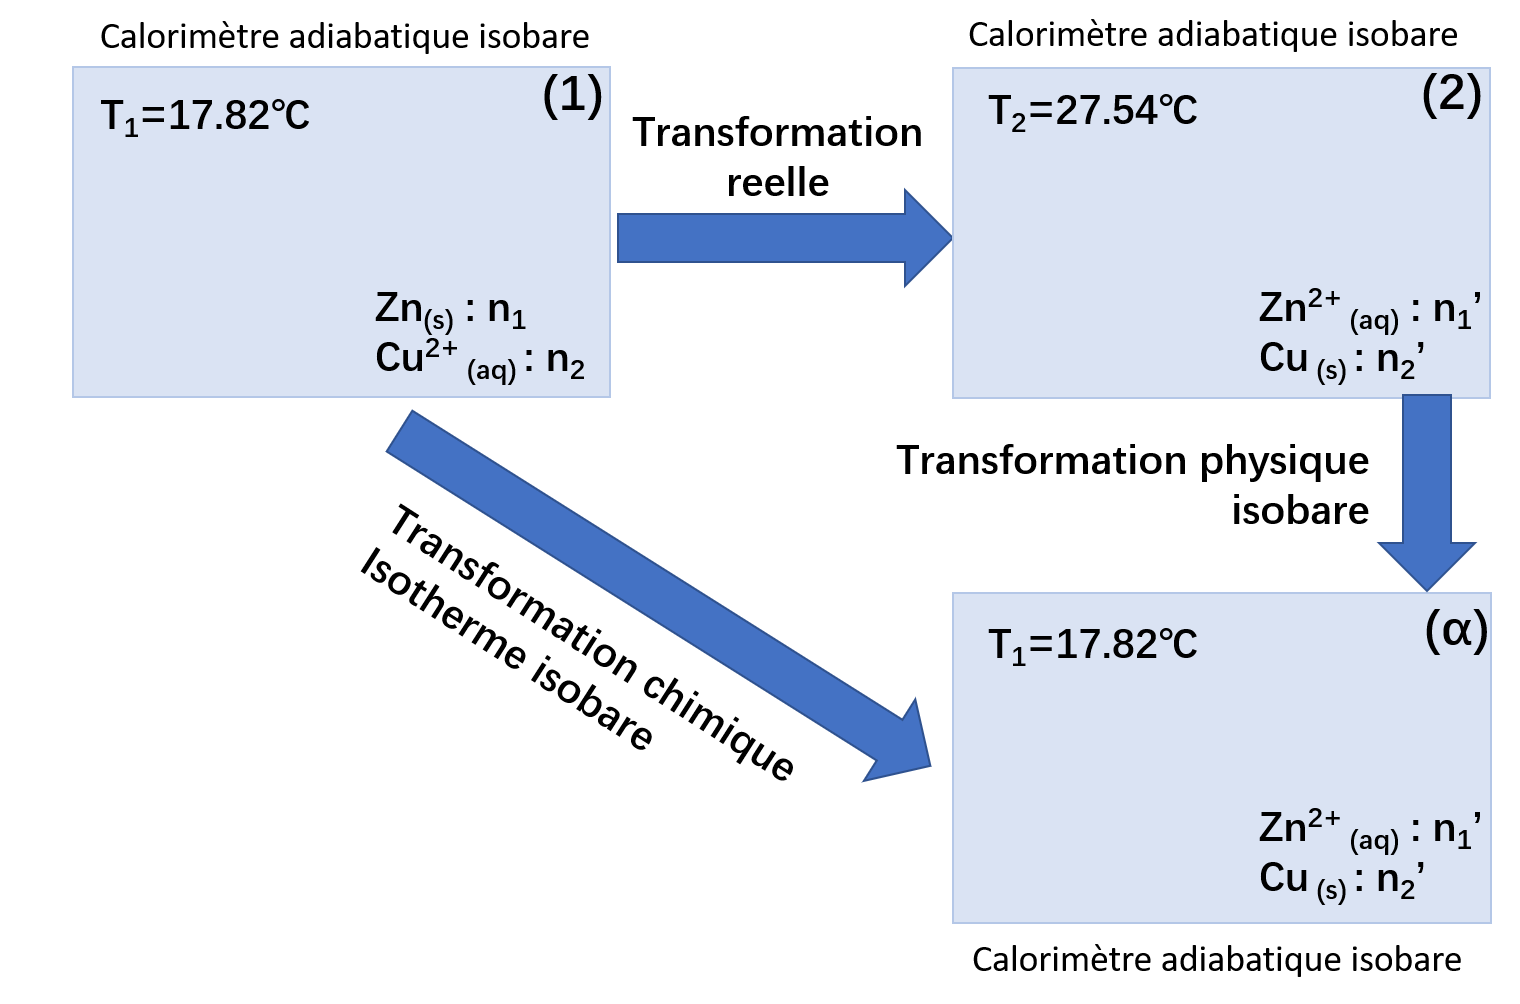 Calorimètre adiabatique isobare
T₁=17.82℃
(1)
Zn(s) : n₁
Cu²⁺ (aq) : n₂
Transformation
reelle
Calorimètre adiabatique isobare
T₂=27.54℃
(2)
Zn²⁺ (aq) : n₁’
Cu (s) : n₂’
Transformation physique
isobare
Transformation chimique
Isotherme isobare
T₁=17.82℃
(α)
Zn²⁺ (aq) : n₁’
Cu (s) : n₂’
Calorimètre adiabatique isobare